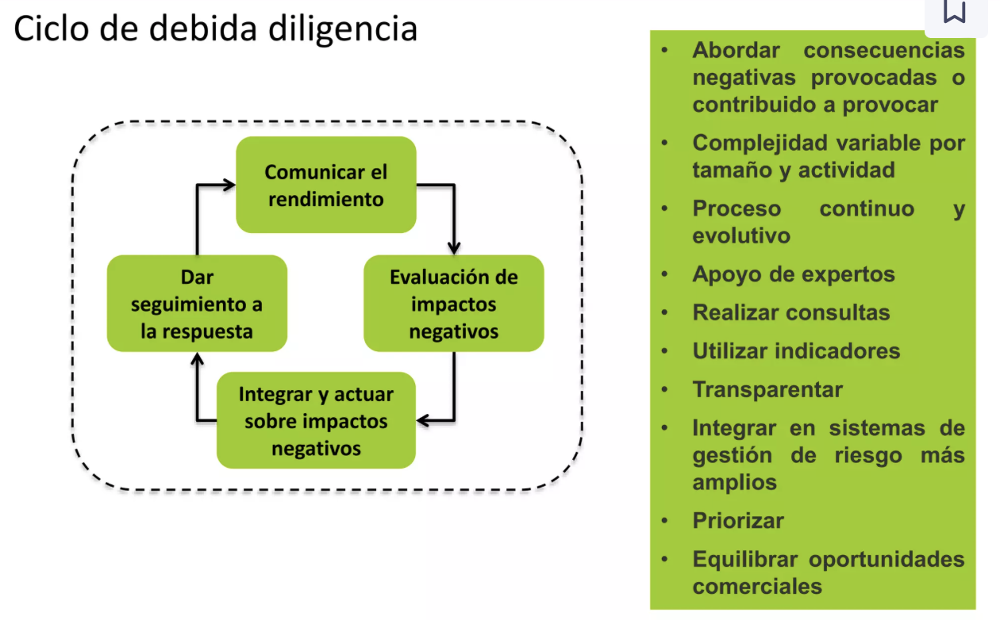 Ciclo de debida diligencia
Comunicar el
rendimiento
Dar
seguimiento a
la respuesta
Evaluación de
impactos
negativos
Integrar y actuar
sobre impactos
negativos
• Abordar consecuencias
negativas provocadas o
contribuido a provocar
• Complejidad variable por
tamaño y actividad
• Proceso continuo y
evolutivo
• Apoyo de expertos
• Realizar consultas
• Utilizar indicadores
• Transparentar
• Integrar en sistemas de
gestión de riesgo más
amplios
• Priorizar
• Equilibrar oportunidades
comerciales